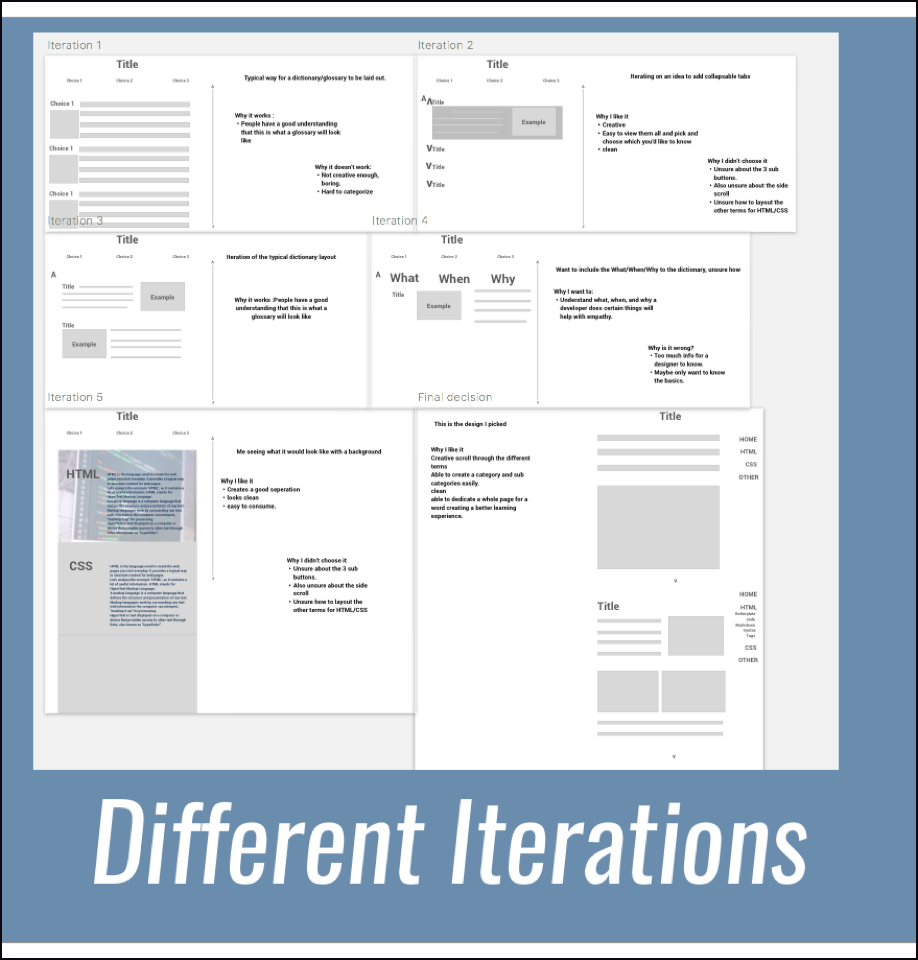 Iteration 1
Title
Choice 1 Choice 2 Choice 3
Choice 1
Choice 1
Choice 1
Typical way for a dictionary/glossary to be laid out.
Why it works :
• People have a good understanding
that this is what a glossary will look
like
Why it doesn't work:
• Not creative enough,
boring.
• Hard to categorize
Iteration 2
Title
Choice 1 Choice 2 Choice 3
A
Title
Example
Title
Title
Title
Iterating on an idea to add collapsable tabs
Why I like it
• Creative
• Easy to view them all and pick and
choose which you'd like to know
• clean
Why I didn't choose it
• Unsure about the 3 sub
buttons.
• Also unsure about the side
scroll
• Unsure how to layout the
other terms for HTML/CSS
Iteration 3
Title
Choice 1 Choice 2 Choice 3
A
Title
Example
Title
Example
Iteration of the typical dictionary layout
Why it works :People have a good
understanding that this is what a
glossary will look like
Iteration 4
Title
Choice 1 Choice 2 Choice 3
A
What When Why
Title
Example
Want to include the What/When/Why to the dictionary, unsure how
Why I want to:
• Understand what, when, and why a
developer does certain things will
help with empathy.
Why is it wrong?
• Too much info for a
designer to know.
• Maybe only want to know
the basics.
Iteration 5
Title
Choice 1 Choice 2 Choice 3
HTML
CSS
Me seeing what it would look like with a background
Why I like it
• Creates a good seperation
• looks clean
• easy to consume.
Why I didn't choose it
• Unsure about the 3 sub
buttons.
• Also unsure about the side
scroll
• Unsure how to layout the
other terms for HTML/CSS
Final decision
This is the design I picked
Why I like it
Creative scroll through the different
terms
Able to create a category and sub
categories easily.
clean
able to dedicate a whole page for a
word creating a better learning
experience.
Title
HOME
HTML
CSS
OTHER
v
Title
HOME
HTML
Boilerplate
Markdown
Syntax
Tags
CSS
OTHER
v
Different Iterations